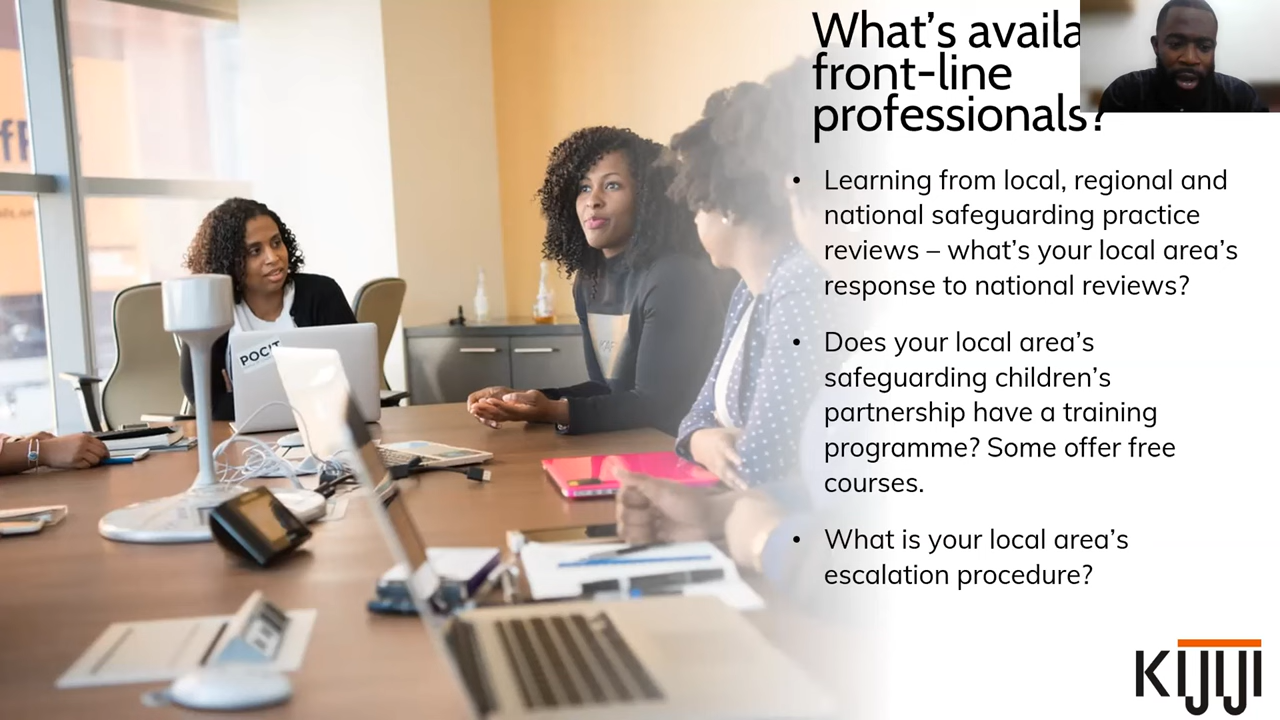 What's availa
front-line
professionals?
• Learning from local, regional and
national safeguarding practice
reviews – what's your local area's
response to national reviews?
• Does your local area's
safeguarding children's
partnership have a training
programme? Some offer free
courses.
• What is your local area's
escalation procedure?
POCIT
KIJIJI